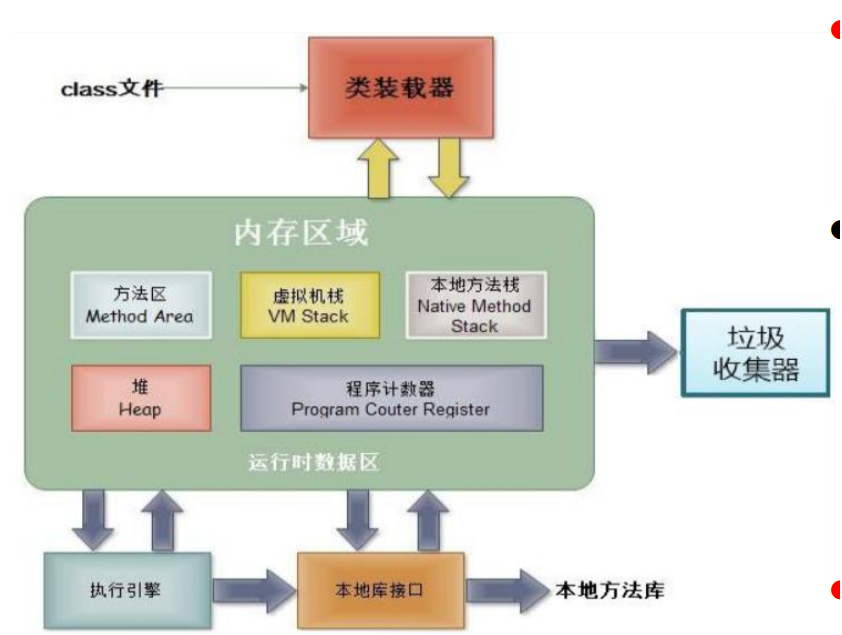 class文件
类装载器
内存区域
方法区
Method Area
虚拟机栈
VM Stack
本地方法栈
Native Method
Stack
堆
Heap
程序计数器
Program Couter Register
运行时数据区
垃圾
收集器
执行引擎
本地库接口
本地方法库